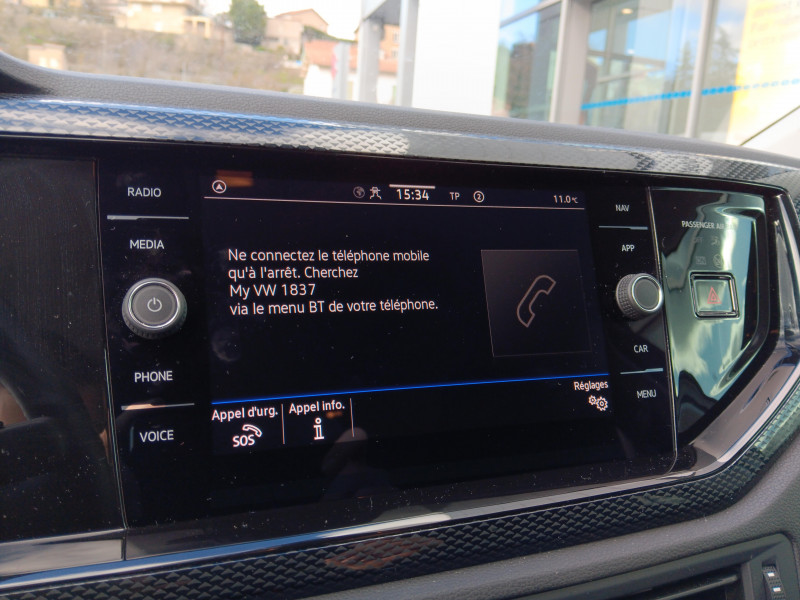 RADIO
MEDIA
PHONE
VOICE
15:34 TP 2 11.0°C
Ne connectez le téléphone mobile
qu'à l'arrêt. Cherchez
My VW 1837
via le menu BT de votre téléphone.
Réglages
Appel d'urg. Appel info.
SOS i
NAV
APP
CAR
MENU
PASSENGER